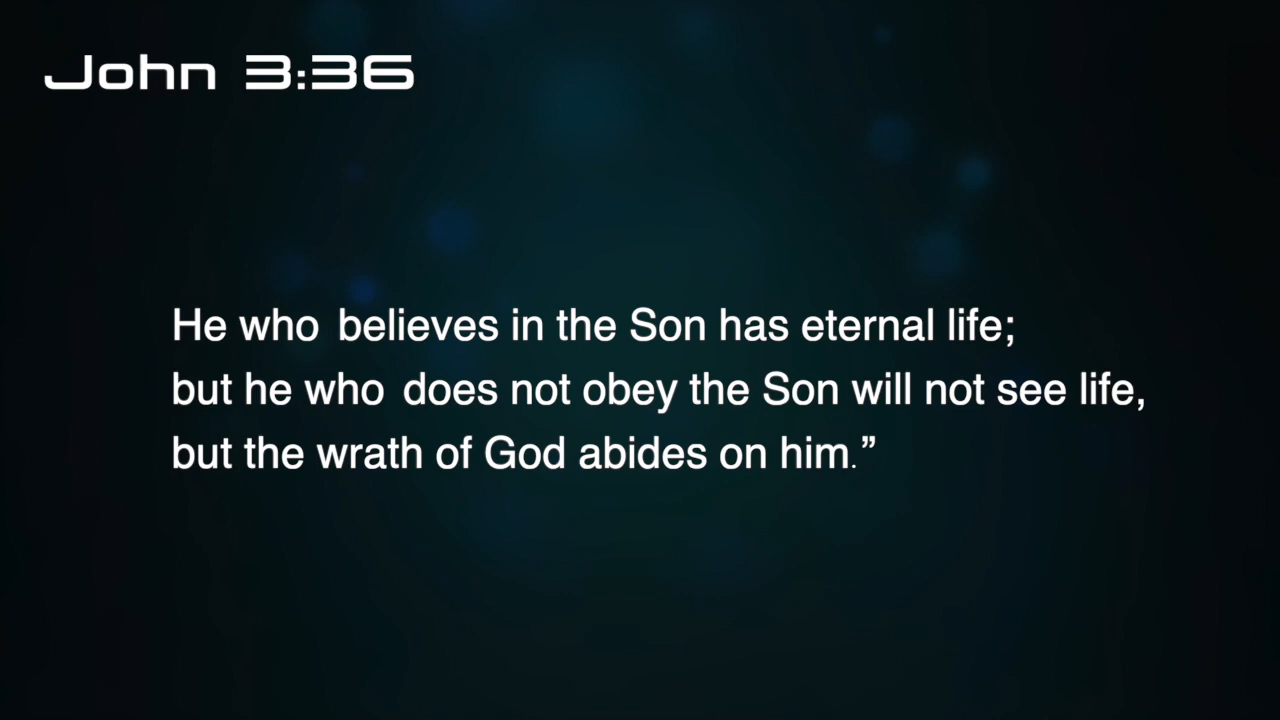 John 3:36
He who believes in the Son has eternal life;
but he who does not obey the Son will not see life,
but the wrath of God abides on him.”